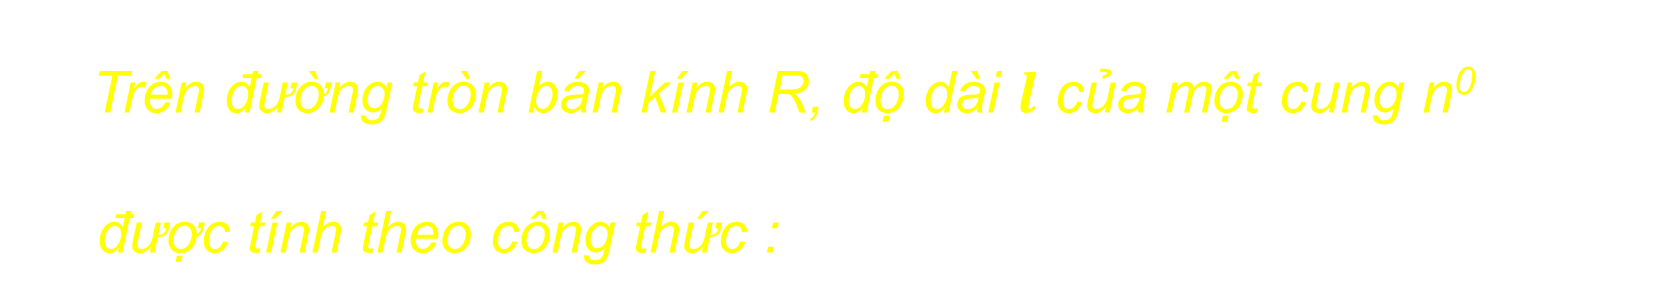 Trên đường tròn bán kính R, độ dài l của một cung n⁰
được tính theo công thức :